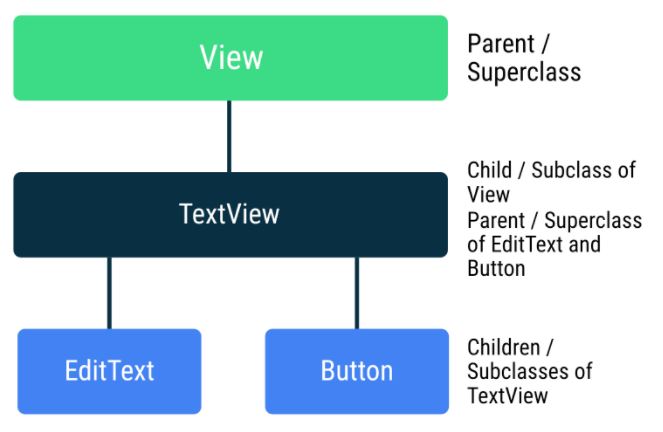 View
Parent /
Superclass
TextView
Child / Subclass of
View
Parent / Superclass
of EditText and
Button
EditText
Button
Children /
Subclasses of
TextView